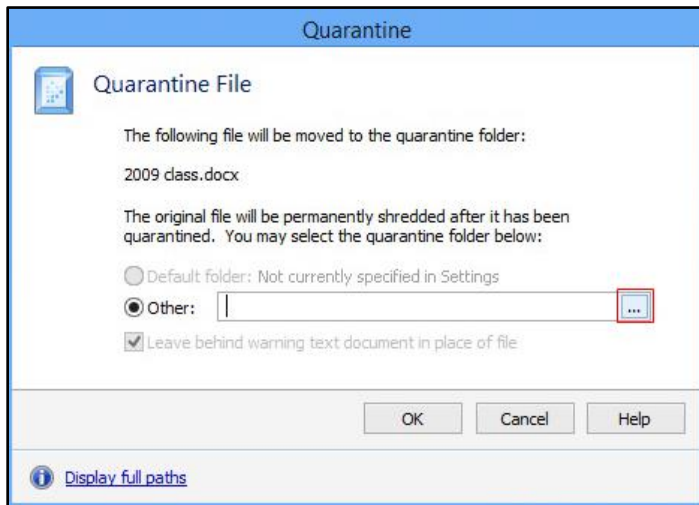 Quarantine
Quarantine File
The following file will be moved to the quarantine folder:
2009 class.docx
The original file will be permanently shredded after it has been
quarantined. You may select the quarantine folder below:
Default folder: Not currently specified in Settings
Other: ...
Leave behind warning text document in place of file
OK Cancel Help
Display full paths